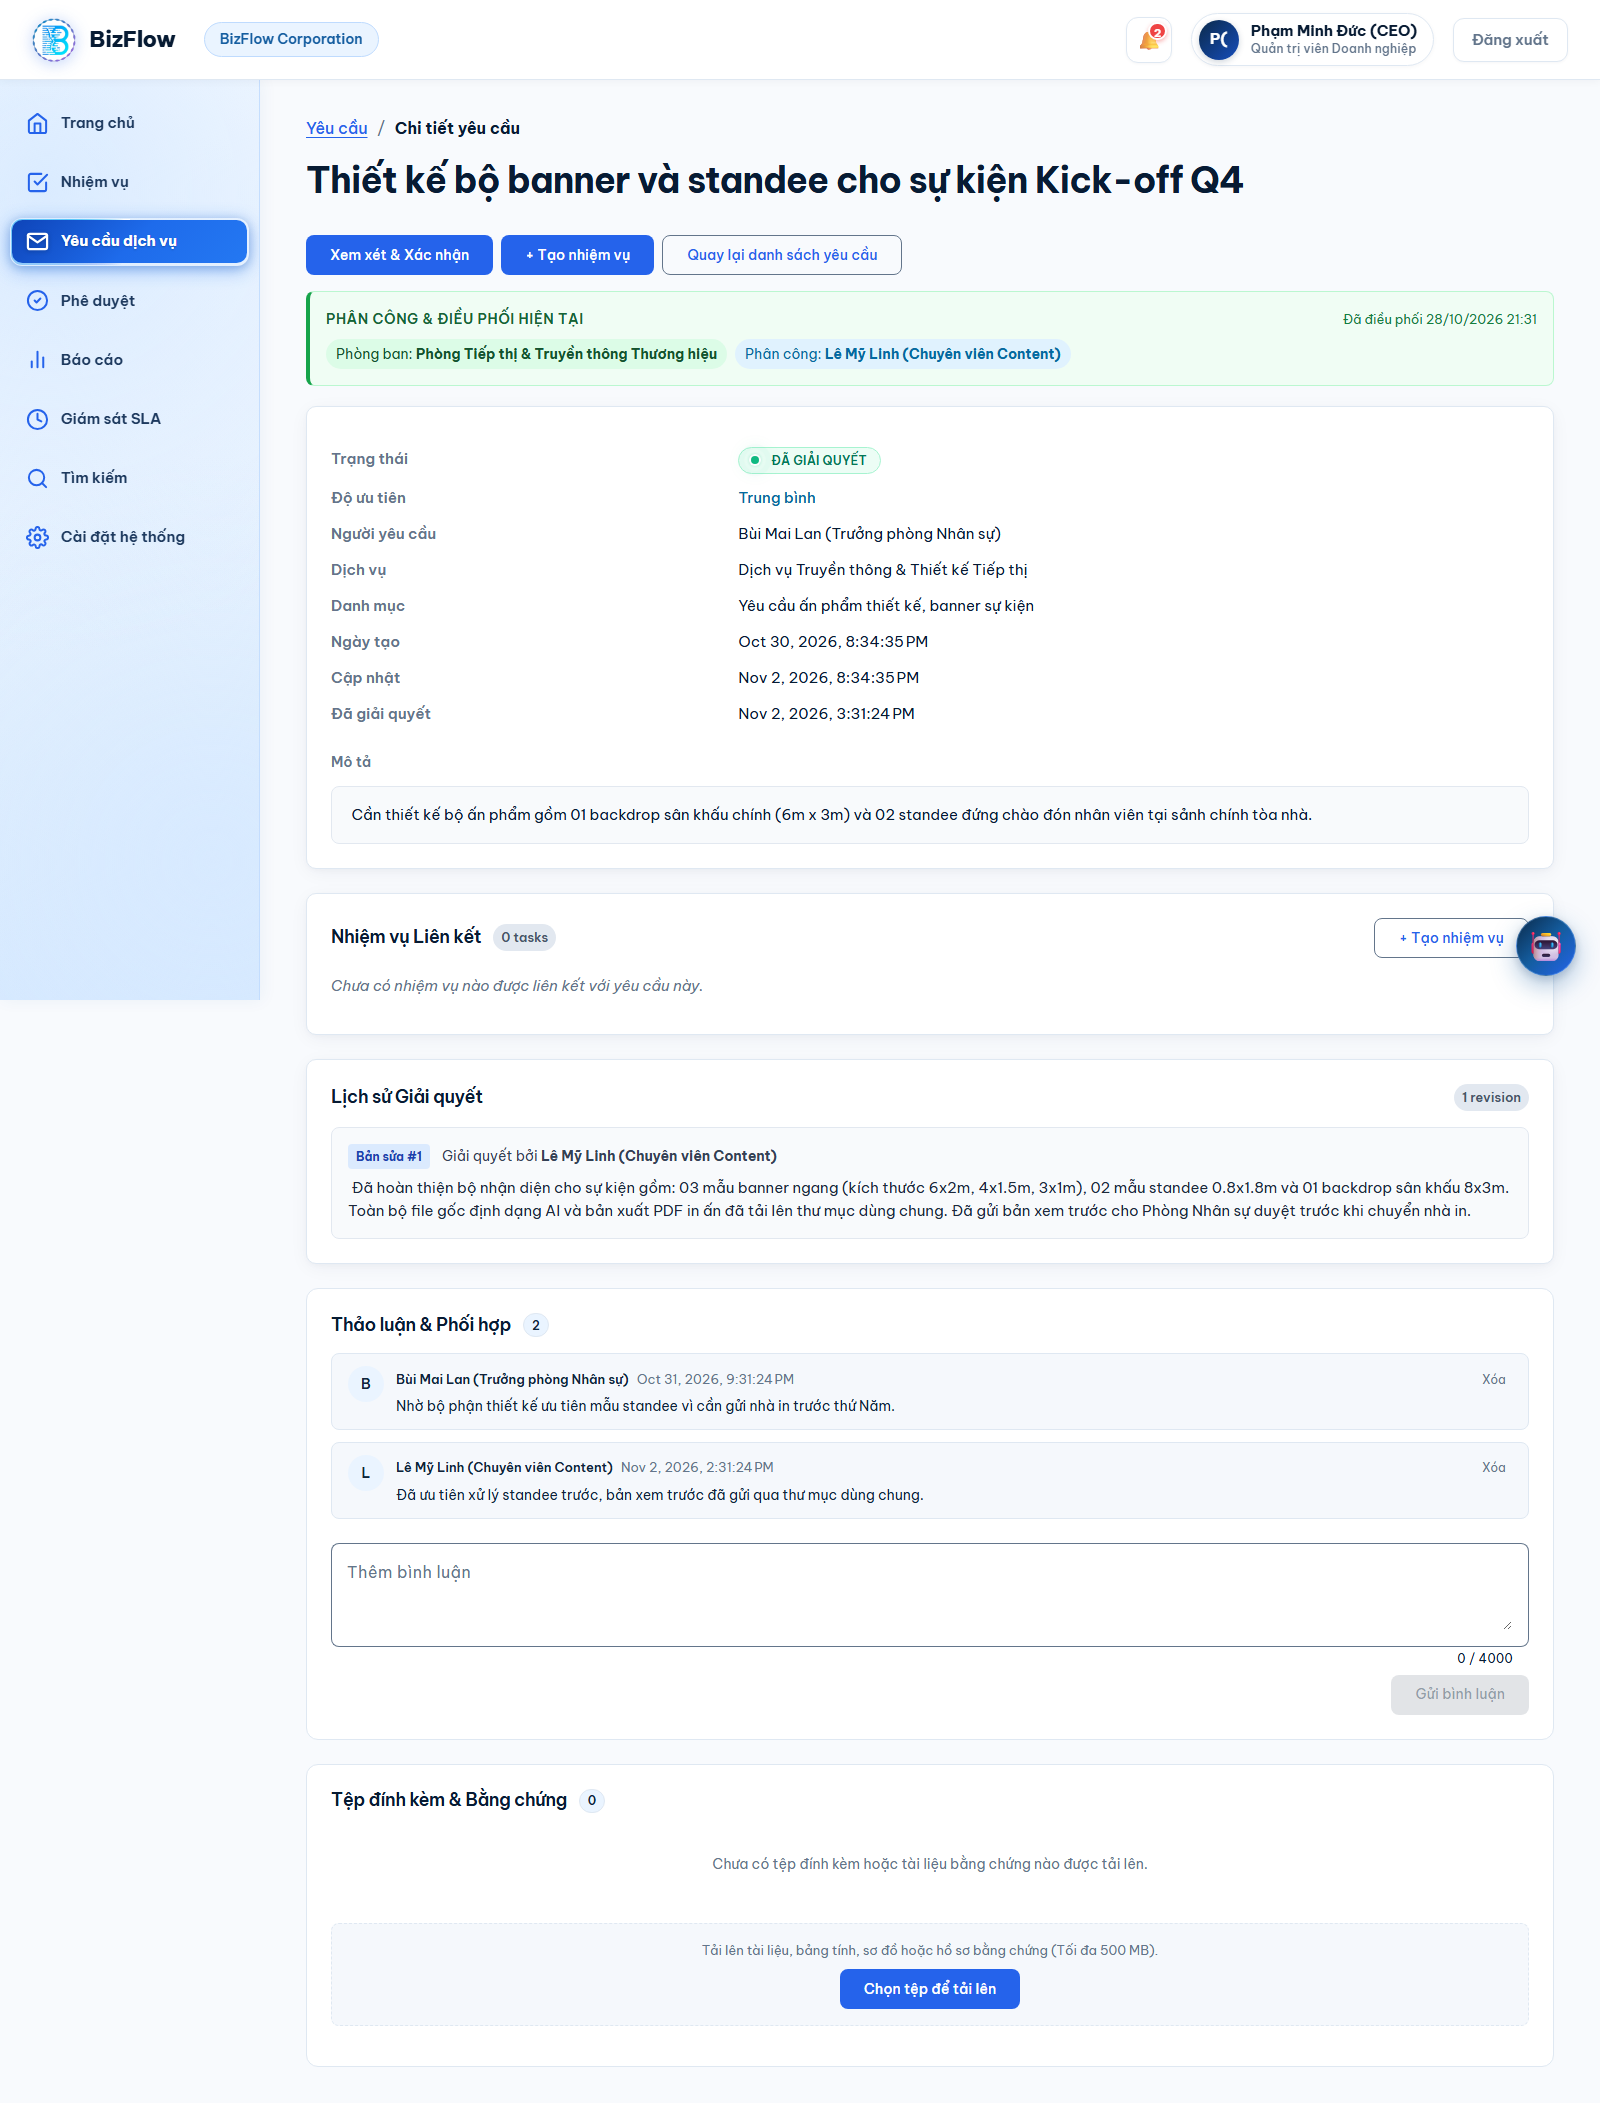 BizFlow
BizFlow Corporation
2
P(
Phạm Minh Đức (CEO)
Quản trị viên Doanh nghiệp
Đăng xuất
Trang chủ
Nhiệm vụ
Yêu cầu dịch vụ
Phê duyệt
Báo cáo
Giám sát SLA
Tìm kiếm
Cài đặt hệ thống
Yêu cầu / Chi tiết yêu cầu
Thiết kế bộ banner và standee cho sự kiện Kick-off Q4
Xem xét & Xác nhận
+ Tạo nhiệm vụ
Quay lại danh sách yêu cầu
PHÂN CÔNG & ĐIỀU PHỐI HIỆN TẠI
Đã điều phối 28/10/2026 21:31
Phòng ban: Phòng Tiếp thị & Truyền thông Thương hiệu
Phân công: Lê Mỹ Linh (Chuyên viên Content)
Trạng thái
ĐÃ GIẢI QUYẾT
Độ ưu tiên
Trung bình
Người yêu cầu
Bùi Mai Lan (Trưởng phòng Nhân sự)
Dịch vụ
Dịch vụ Truyền thông & Thiết kế Tiếp thị
Danh mục
Yêu cầu ấn phẩm thiết kế, banner sự kiện
Ngày tạo
Oct 30, 2026, 8:34:35 PM
Cập nhật
Nov 2, 2026, 8:34:35 PM
Đã giải quyết
Nov 2, 2026, 3:31:24 PM
Mô tả
Cần thiết kế bộ ấn phẩm gồm 01 backdrop sân khấu chính (6m x 3m) và 02 standee đứng chào đón nhân viên tại sảnh chính tòa nhà.
Nhiệm vụ Liên kết
0 tasks
+ Tạo nhiệm vụ
Chưa có nhiệm vụ nào được liên kết với yêu cầu này.
Lịch sử Giải quyết
1 revision
Bản sửa #1
Giải quyết bởi Lê Mỹ Linh (Chuyên viên Content)
Đã hoàn thiện bộ nhận diện cho sự kiện gồm: 03 mẫu banner ngang (kích thước 6x2m, 4x1.5m, 3x1m), 02 mẫu standee 0.8x1.8m và 01 backdrop sân khấu 8x3m.
Toàn bộ file gốc định dạng AI và bản xuất PDF in ấn đã tải lên thư mục dùng chung. Đã gửi bản xem trước cho Phòng Nhân sự duyệt trước khi chuyển nhà in.
Thảo luận & Phối hợp
2
B
Bùi Mai Lan (Trưởng phòng Nhân sự) Oct 31, 2026, 9:31:24 PM
Xóa
Nhờ bộ phận thiết kế ưu tiên mẫu standee vì cần gửi nhà in trước thứ Năm.
L
Lê Mỹ Linh (Chuyên viên Content) Nov 2, 2026, 2:31:24 PM
Xóa
Đã ưu tiên xử lý standee trước, bản xem trước đã gửi qua thư mục dùng chung.
Thêm bình luận
0 / 4000
Gửi bình luận
Tệp đính kèm & Bằng chứng
0
Chưa có tệp đính kèm hoặc tài liệu bằng chứng nào được tải lên.
Tải lên tài liệu, bảng tính, sơ đồ hoặc hồ sơ bằng chứng (Tối đa 500 MB).
Chọn tệp để tải lên